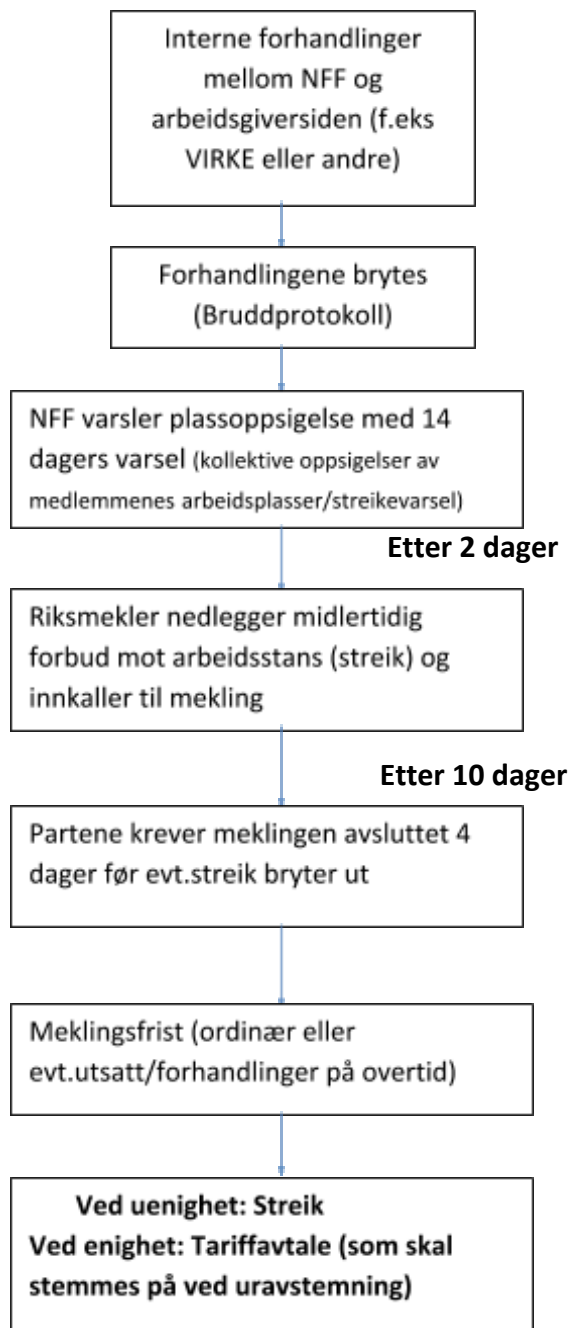 Interne forhandlinger
mellom NFF og
arbeidsgiversiden (f.eks
VIRKE eller andre)
Forhandlingene brytes
(Bruddprotokoll)
NFF varsler plassoppsigelse med 14
dagers varsel (kollektive oppsigelser av
medlemmenes arbeidsplasser/streikevarsel)
Etter 2 dager
Riksmekler nedlegger midlertidig
forbud mot arbeidsstans (streik) og
innkaller til mekling
Etter 10 dager
Partene krever meklingen avsluttet 4
dager før evt.streik bryter ut
Meklingsfrist (ordinær eller
evt.utsatt/forhandlinger på overtid)
Ved uenighet: Streik
Ved enighet: Tariffavtale (som skal
stemmes på ved uravstemning)